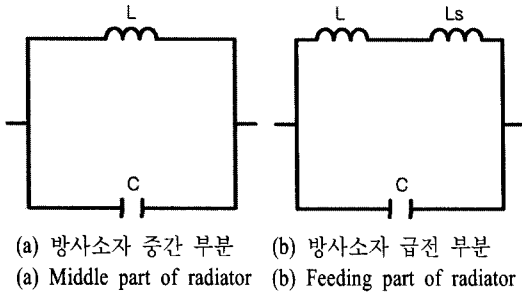 L
L Ls
C
C
(a) 방사소자 중간 부분
(b) 방사소자 급전 부분
(a) Middle part of radiator
(b) Feeding part of radiator